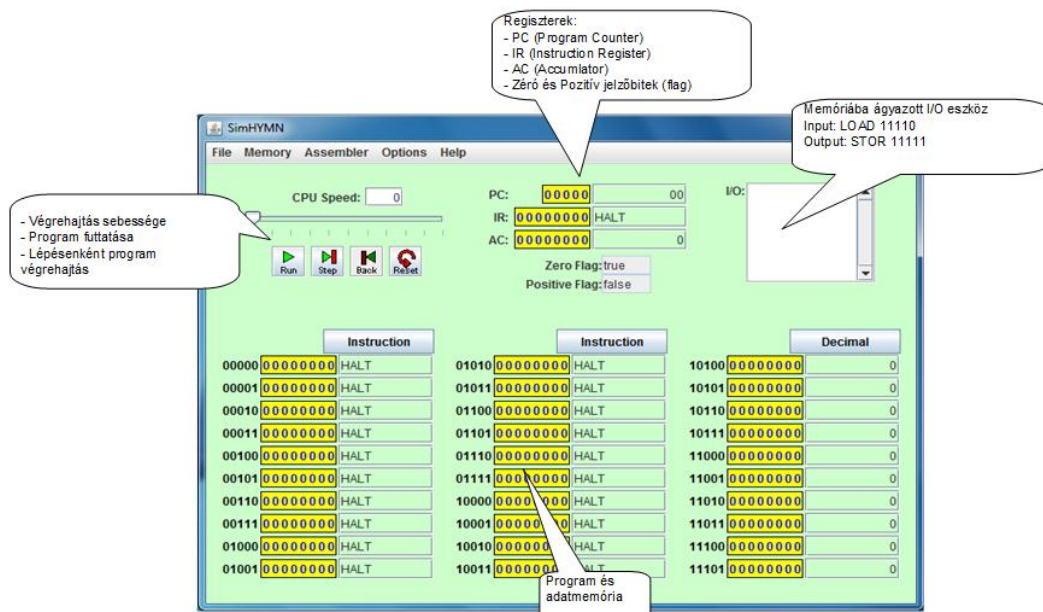 Regiszterek:
- PC (Program Counter)
- IR (Instruction Register)
- AC (Accumlator)
- Zéró és Pozitív jelzőbitek (flag)
Memóriába ágyazott I/O eszköz
Input: LOAD 11110
Output: STOR 11111
- Végrehajtás sebessége
- Program futtatása
- Lépésenként program
végrehajtás
SimHYMN
File Memory Assembler Options Help
CPU Speed: 0
Run Step Back Reset
PC: 00000 00
IR: 00000000 HALT
AC: 00000000 0
Zero Flag: true
Positive Flag: false
I/O:
Instruction Instruction Decimal
00000 00000000 HALT 01010 00000000 HALT 10100 00000000 0
00001 00000000 HALT 01011 00000000 HALT 10101 00000000 0
00010 00000000 HALT 01100 00000000 HALT 10110 00000000 0
00011 00000000 HALT 01101 00000000 HALT 10111 00000000 0
00100 00000000 HALT 01110 00000000 HALT 11000 00000000 0
00101 00000000 HALT 01111 00000000 HALT 11001 00000000 0
00110 00000000 HALT 10000 00000000 HALT 11010 00000000 0
00111 00000000 HALT 10001 00000000 HALT 11011 00000000 0
01000 00000000 HALT 10010 00000000 HALT 11100 00000000 0
01001 00000000 HALT 10011 11101 00000000 0
Program és
adatmemória